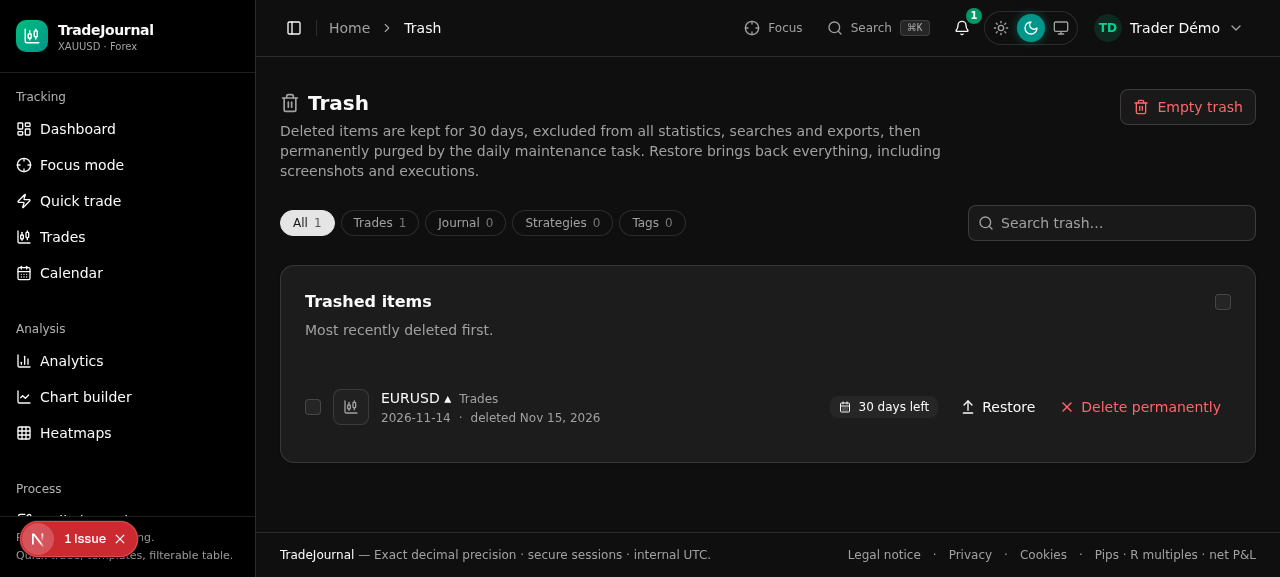 TradeJournal
XAUUSD · Forex
Tracking
Dashboard
Focus mode
Quick trade
Trades
Calendar
Analysis
Analytics
Chart builder
Heatmaps
Process
1 Issue
templates, filterable table.
Home
Trash
Focus
Search
⌘K
1
TD
Trader Démo
Trash
Empty trash
Deleted items are kept for 30 days, excluded from all statistics, searches and exports, then
permanently purged by the daily maintenance task. Restore brings back everything, including
screenshots and executions.
All 1
Trades 1
Journal 0
Strategies 0
Tags 0
Search trash...
Trashed items
Most recently deleted first.
EURUSD ▲ Trades
2026-11-14 · deleted Nov 15, 2026
30 days left
Restore
Delete permanently
TradeJournal — Exact decimal precision · secure sessions · internal UTC.
Legal notice · Privacy · Cookies · Pips · R multiples · net P&L